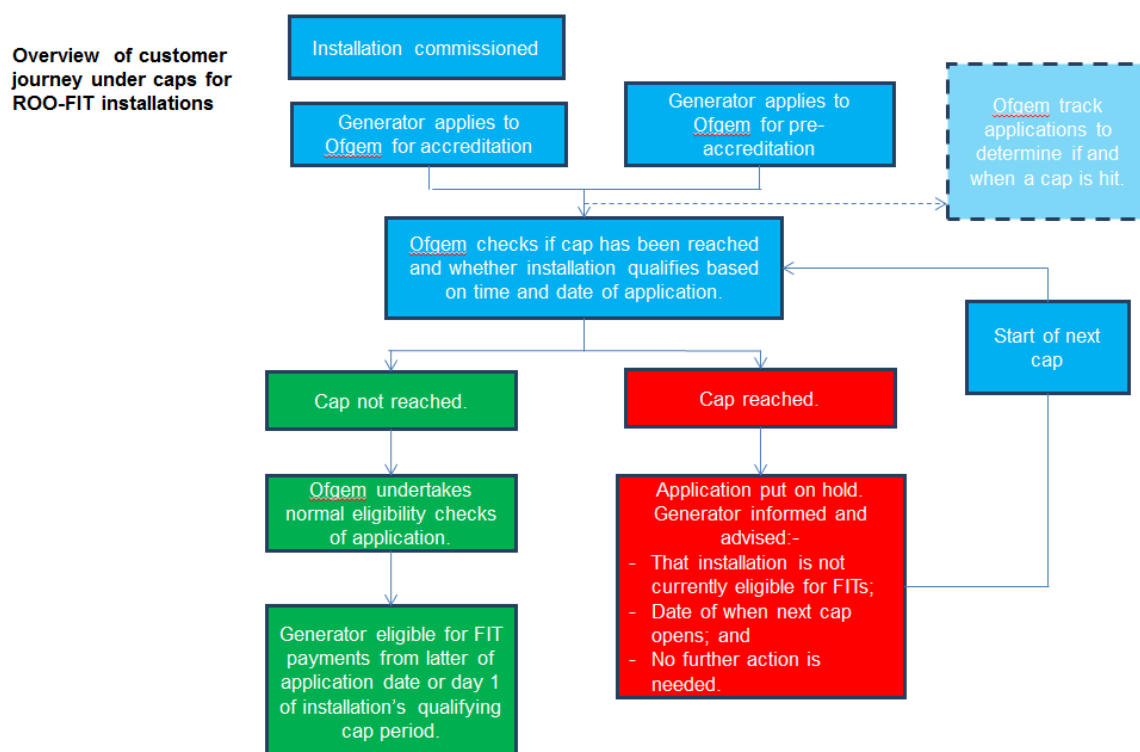 Overview of customer
journey under caps for
ROO-FIT installations
Installation commissioned
Generator applies to
Ofgem for accreditation
Generator applies to
Ofgem for pre-
accreditation
Ofgem track
applications to
determine if and
when a cap is hit.
Ofgem checks if cap has been reached
and whether installation qualifies based
on time and date of application.
Start of next
cap
Cap not reached.
Cap reached.
Ofgem undertakes
normal eligibility checks
of application.
Application put on hold.
Generator informed and
advised:-
- That installation is not
currently eligible for FITs;
- Date of when next cap
opens; and
- No further action is
needed.
Generator eligible for FIT
payments from latter of
application date or day 1
of installation's qualifying
cap period.